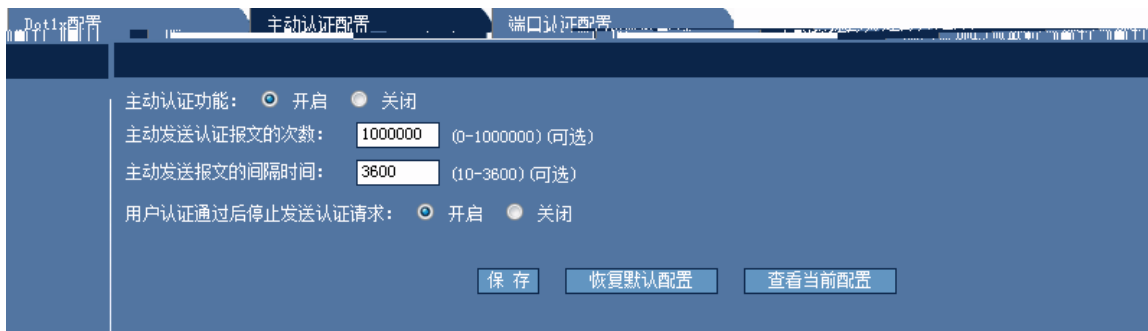 Dot1x配置 主动认证配置 端口认证配置
主动认证功能: 开启 关闭
主动发送认证报文的次数: 1000000 (0-1000000)(可选)
主动发送报文的间隔时间: 3600 (10-3600)(可选)
用户认证通过后停止发送认证请求: 开启 关闭
保 存 恢复默认配置 查看当前配置